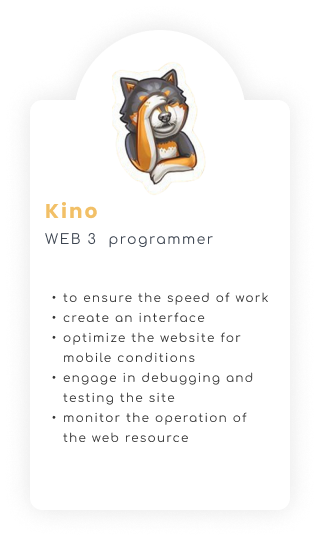 Kino
WEB 3 programmer
• to ensure the speed of work
• create an interface
• optimize the website for
mobile conditions
• engage in debugging and
testing the site
• monitor the operation of
the web resource